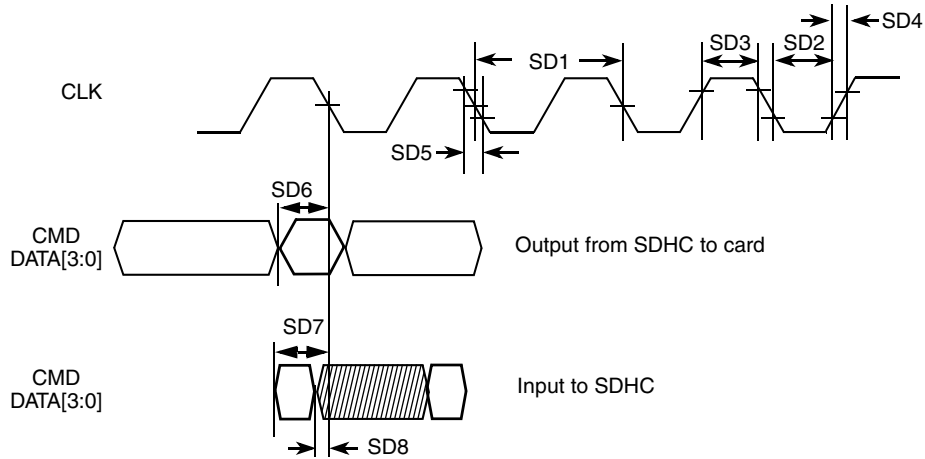 SD4
SD3
SD2
SD1
CLK
SD5
SD6
CMD
DATA[3:0]
Output from SDHC to card
SD7
CMD
DATA[3:0]
Input to SDHC
SD8